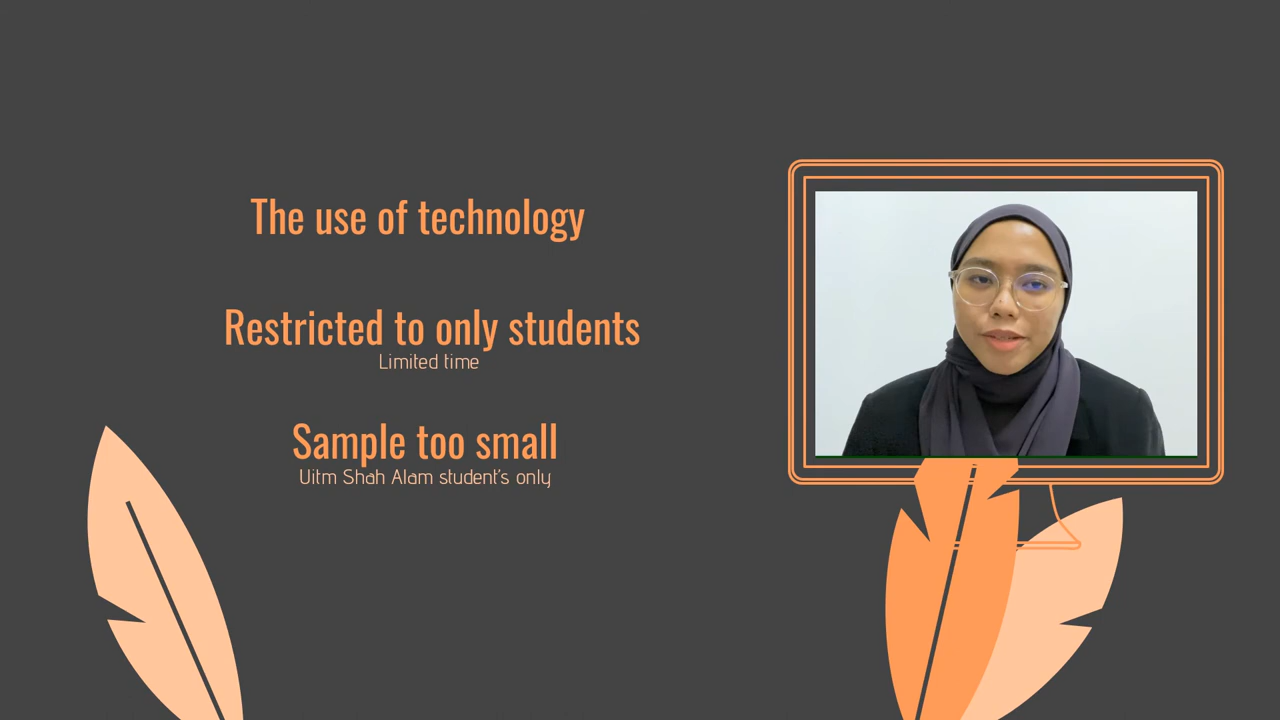 The use of technology
Restricted to only students
Limited time
Sample too small
Uitm Shah Alam student's only